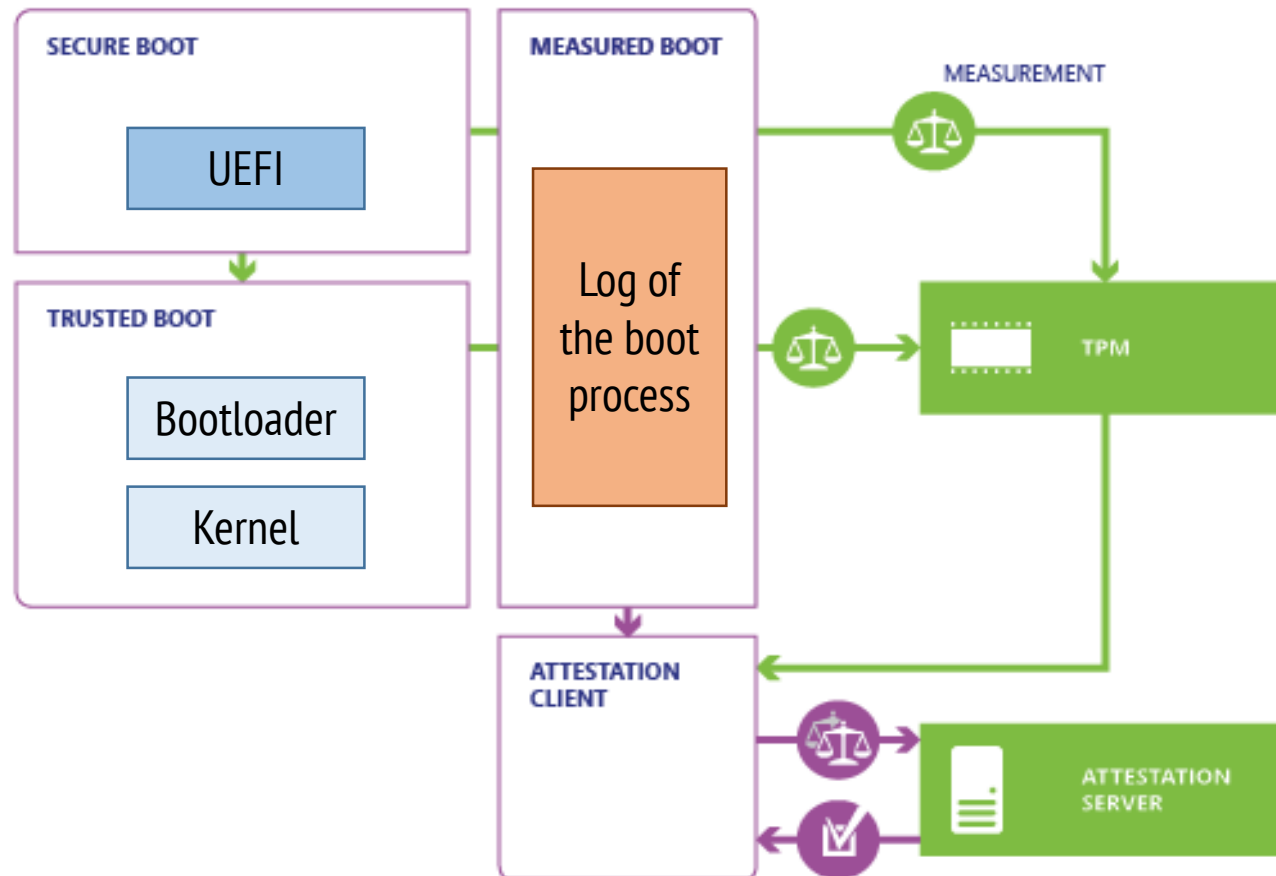 SECURE BOOT
UEFI
TRUSTED BOOT
Bootloader
Kernel
MEASURED BOOT
Log of
the boot
process
MEASUREMENT
TPM
ATTESTATION
CLIENT
ATTESTATION
SERVER